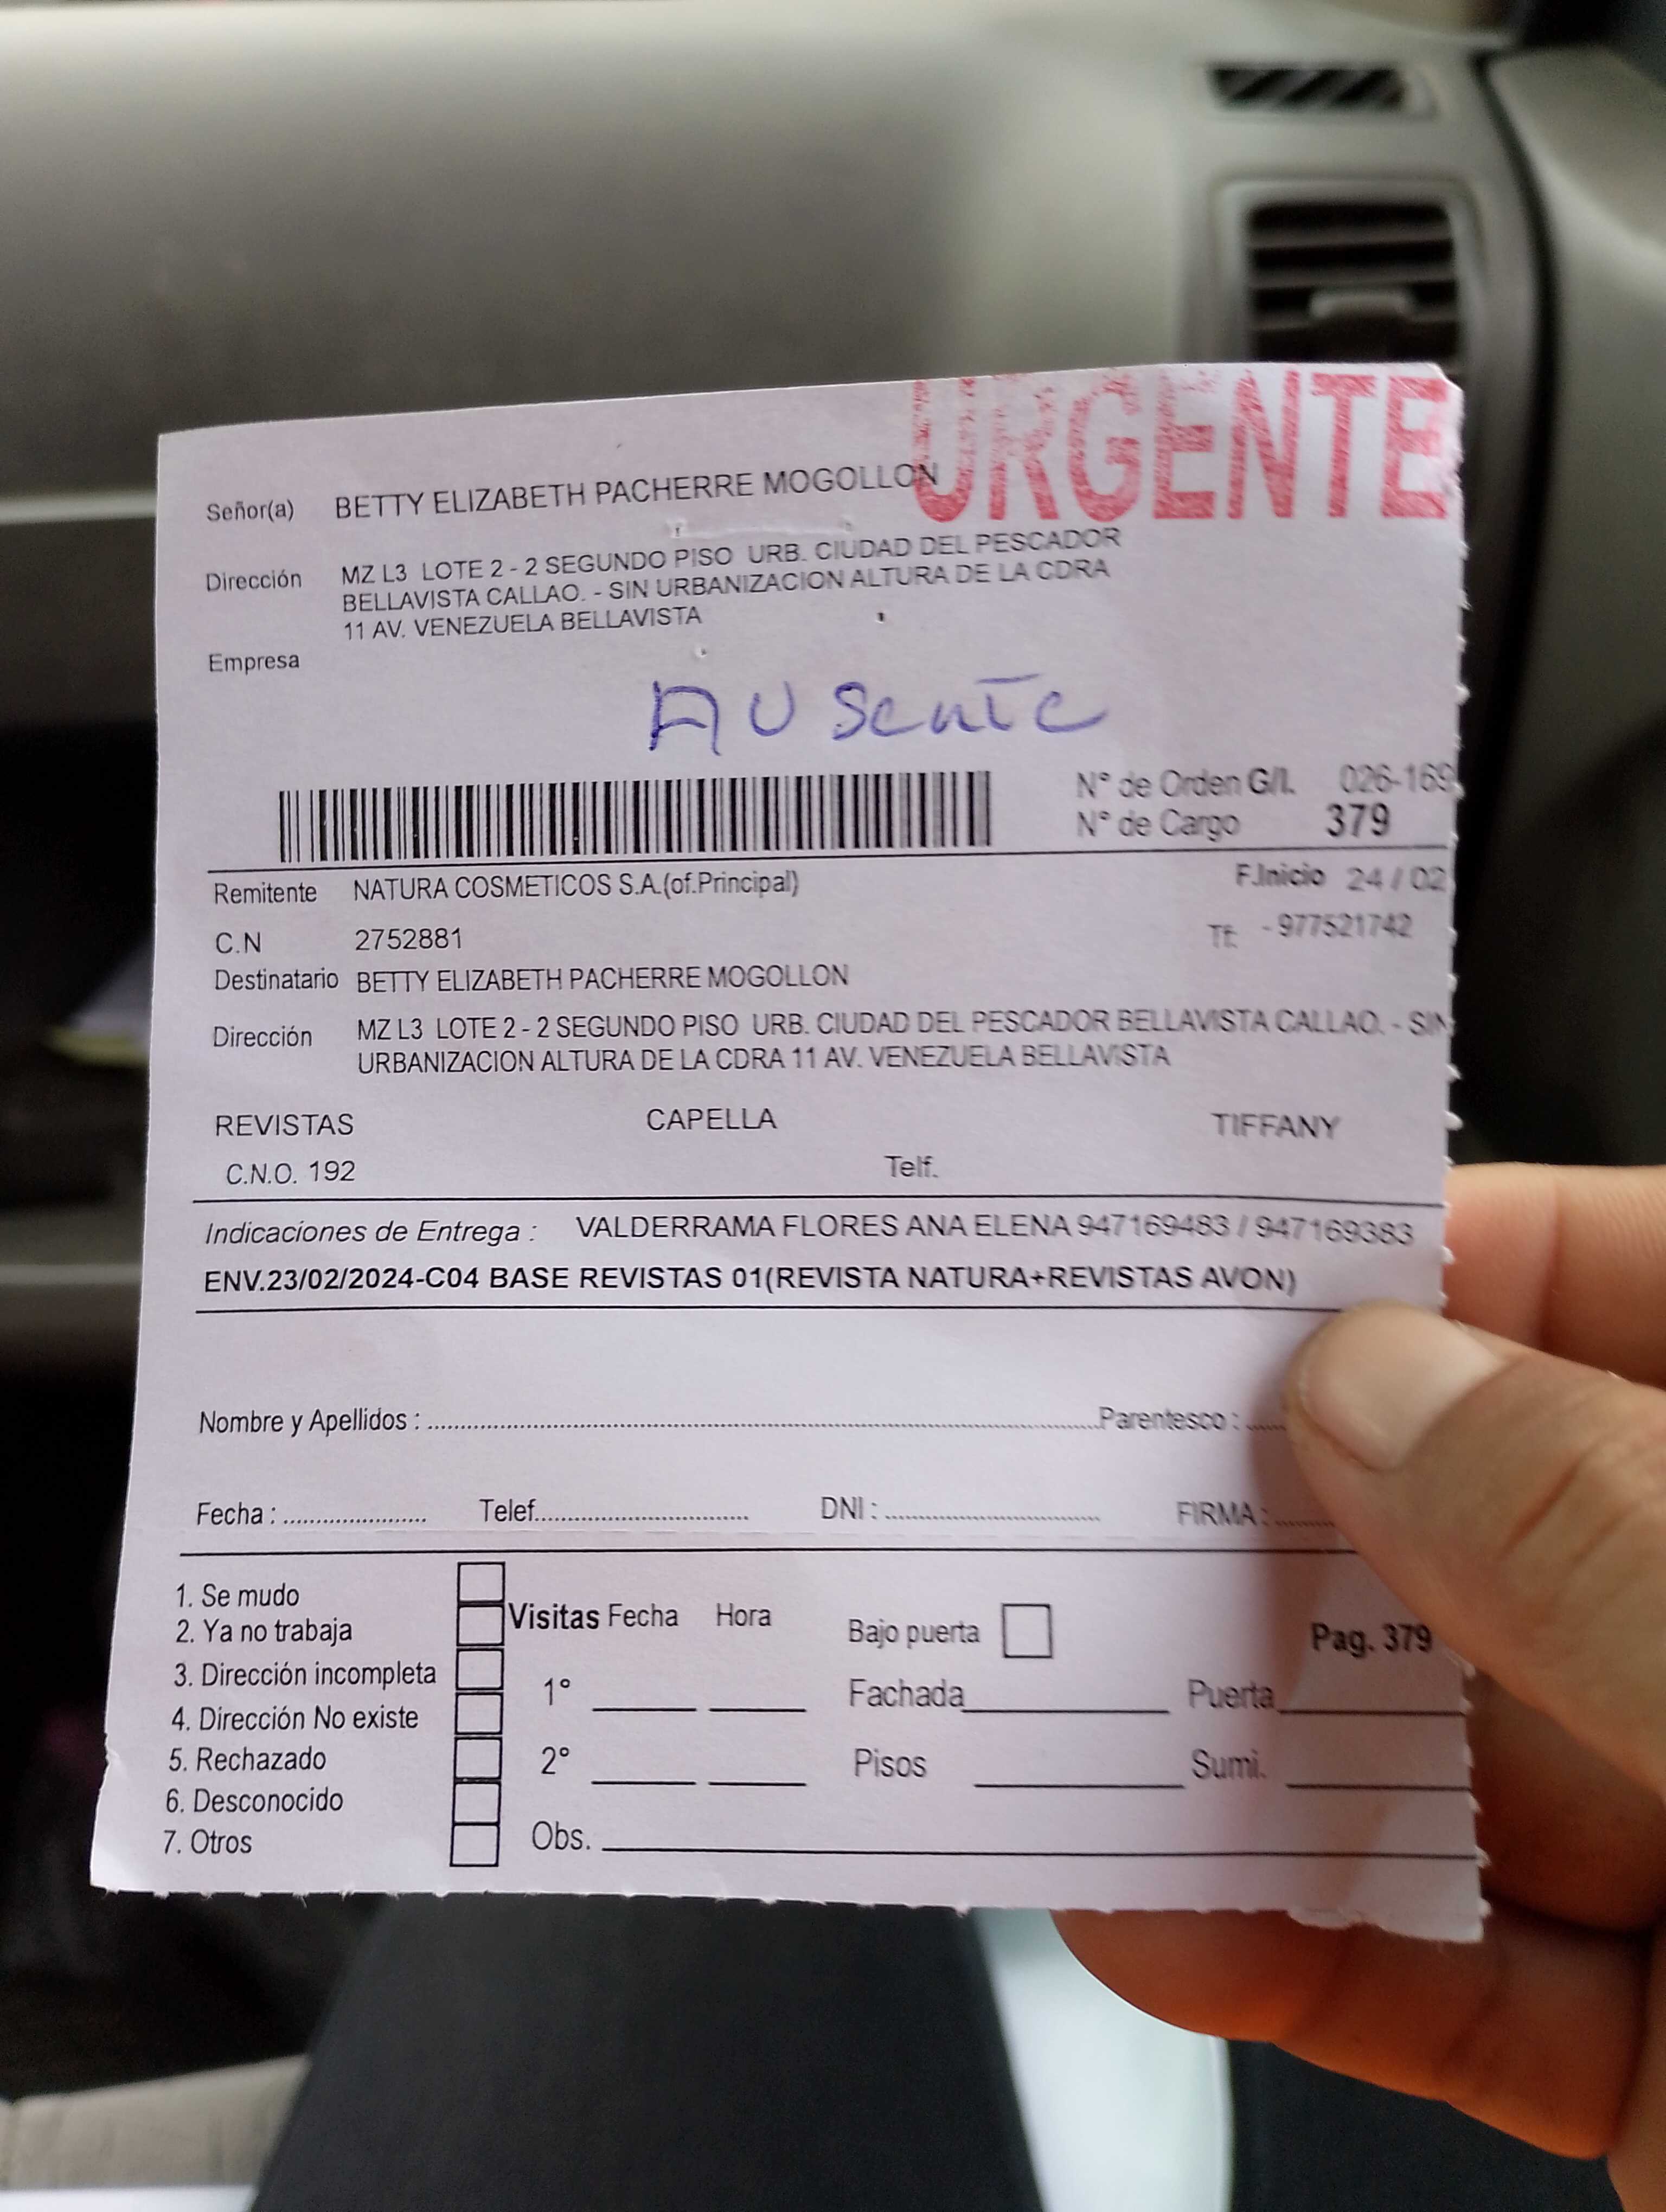 URGENTE
Señor(a) BETTY ELIZABETH PACHERRE MOGOLLON
Dirección MZ L3 LOTE 2 - 2 SEGUNDO PISO URB. CIUDAD DEL PESCADOR
BELLAVISTA CALLAO. - SIN URBANIZACION ALTURA DE LA CDRA
11 AV. VENEZUELA BELLAVISTA
Empresa
AUSENTE
N° de Orden G/I. 026-169
N° de Cargo 379
Remitente NATURA COSMETICOS S.A.(of.Principal) F.Inicio 24 / 02
C.N 2752881 Tf: - 977521742
Destinatario BETTY ELIZABETH PACHERRE MOGOLLON
Dirección MZ L3 LOTE 2 - 2 SEGUNDO PISO URB. CIUDAD DEL PESCADOR BELLAVISTA CALLAO. - SIN
URBANIZACION ALTURA DE LA CDRA 11 AV. VENEZUELA BELLAVISTA
REVISTAS CAPELLA TIFFANY
C.N.O. 192 Telf.
Indicaciones de Entrega : VALDERRAMA FLORES ANA ELENA 947169483 / 947169383
ENV.23/02/2024-C04 BASE REVISTAS 01(REVISTA NATURA+REVISTAS AVON)
Nombre y Apellidos : Parentesco :
Fecha : Telef. DNI : FIRMA :
1. Se mudo
2. Ya no trabaja
3. Dirección incompleta
4. Dirección No existe
5. Rechazado
6. Desconocido
7. Otros
Visitas Fecha Hora
1°
2°
Obs.
Bajo puerta Pag. 379
Fachada Puerta
Pisos Sumi.